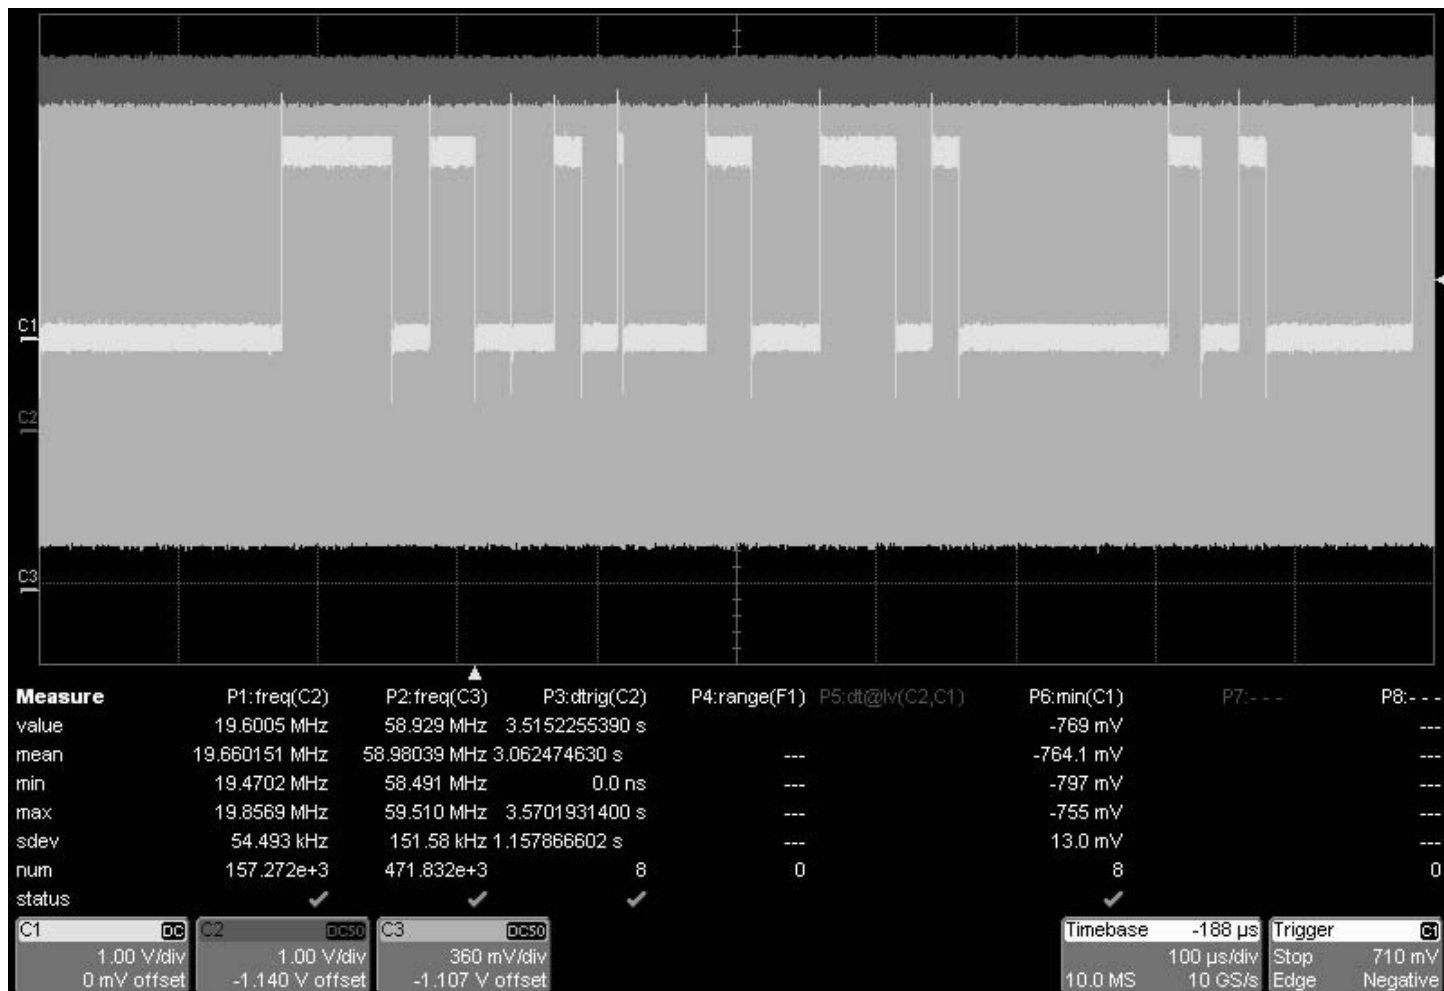 C1
C2
C3
Measure P1:freq(C2) P2:freq(C3) P3:dtrig(C2) P4:range(F1) P5:dt@lv(C2,C1) P6:min(C1) P7:- - - P8:- - -
value 19.6005 MHz 58.929 MHz 3.5152255390 s -769 mV ---
mean 19.660151 MHz 58.98039 MHz 3.062474630 s --- -764.1 mV ---
min 19.4702 MHz 58.491 MHz 0.0 ns --- -797 mV ---
max 19.8569 MHz 59.510 MHz 3.5701931400 s --- -755 mV ---
sdev 54.493 kHz 151.58 kHz 1.157866602 s --- 13.0 mV ---
num 157.272e+3 471.832e+3 8 0 8 0
status
C1 DC C2 DC50 C3 DC50 Timebase -188 µs Trigger C1
1.00 V/div 1.00 V/div 360 mV/div 100 µs/div Stop 710 mV
0 mV offset -1.140 V offset -1.107 V offset 10.0 MS 10 GS/s Edge Negative